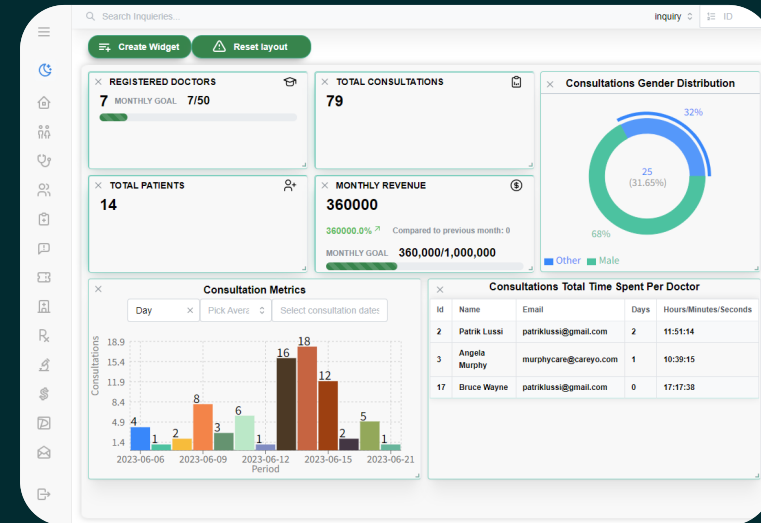 Search Inquieries...
inquiry
ID
Create Widget
Reset layout
REGISTERED DOCTORS
7 MONTHLY GOAL 7/50
TOTAL CONSULTATIONS
79
Consultations Gender Distribution
32%
25
(31.65%)
68%
Other Male
TOTAL PATIENTS
14
MONTHLY REVENUE
360000
360000.0% Compared to previous month: 0
MONTHLY GOAL 360,000/1,000,000
Consultation Metrics
Day
Pick Avera
Select consultation dates
Consultations
18.9
15.4
11.9
8.4
4.9
1.4
4
1
2
8
3
6
1
16
18
12
2
5
1
2023-06-06 2023-06-09 2023-06-12 2023-06-15 2023-06-21
Period
Consultations Total Time Spent Per Doctor
Id Name Email Days Hours/Minutes/Seconds
2 Patrik Lussi patriklussi@gmail.com 2 11:51:14
3 Angela Murphy murphycare@careyo.com 1 10:39:15
17 Bruce Wayne patriklussi@gmail.com 0 17:17:38